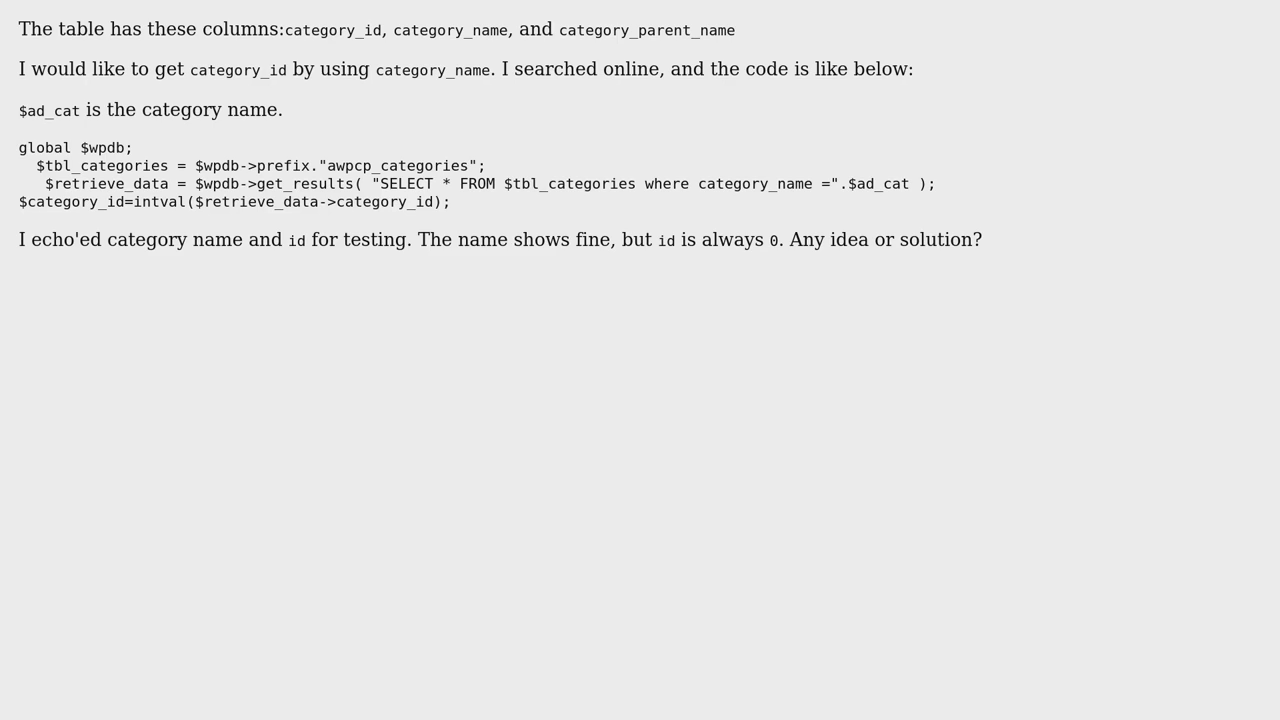 The table has these columns:category_id, category_name, and category_parent_name
I would like to get category_id by using category_name. I searched online, and the code is like below:
$ad_cat is the category name.
global $wpdb;
  $tbl_categories = $wpdb->prefix."awpcp_categories";
   $retrieve_data = $wpdb->get_results( "SELECT * FROM $tbl_categories where category_name =".$ad_cat );
$category_id=intval($retrieve_data->category_id);
I echo'ed category name and id for testing. The name shows fine, but id is always 0. Any idea or solution?